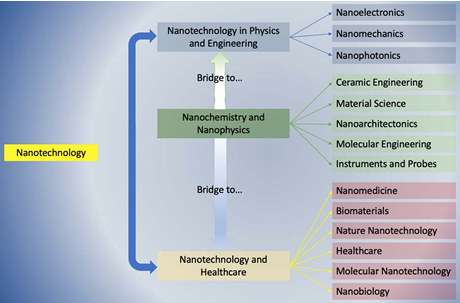 Nanotechnology
Nanotechnology in Physics
and Engineering
Bridge to...
Nanochemistry and
Nanophysics
Bridge to...
Nanotechnology and
Healthcare
Nanoelectronics
Nanomechanics
Nanophotonics
Ceramic Engineering
Material Science
Nanoarchitectonics
Molecular Engineering
Instruments and Probes
Nanomedicine
Biomaterials
Nature Nanotechnology
Healthcare
Molecular Nanotechnology
Nanobiology